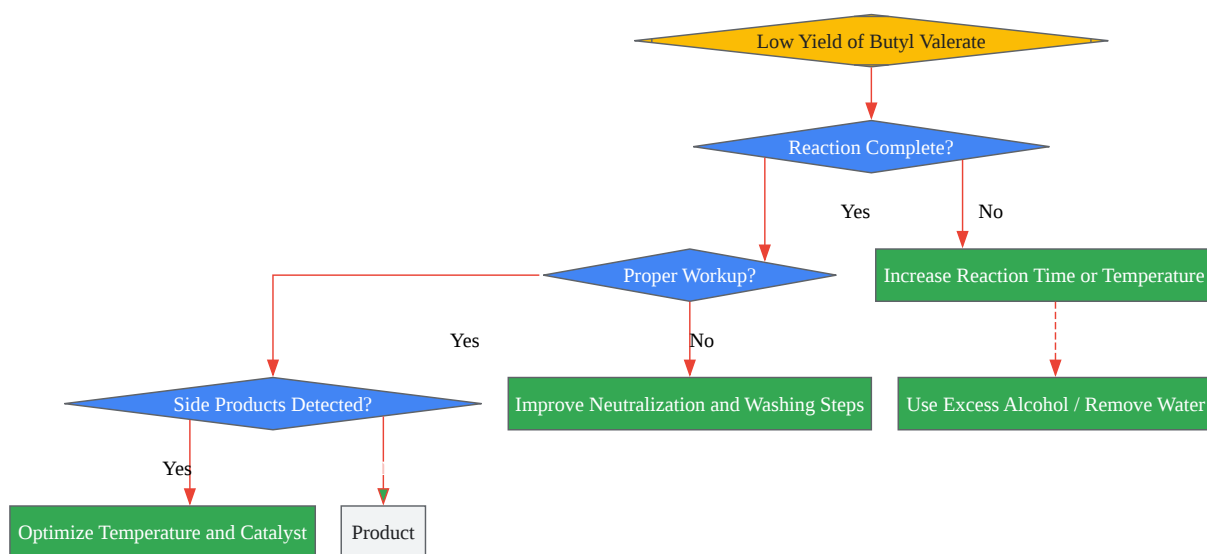 Low Yield of Butyl Valerate
Reaction Complete?
Yes
No
Proper Workup?
Increase Reaction Time or Temperature
Yes
No
Side Products Detected?
Improve Neutralization and Washing Steps
Use Excess Alcohol / Remove Water
Yes
Optimize Temperature and Catalyst
Product